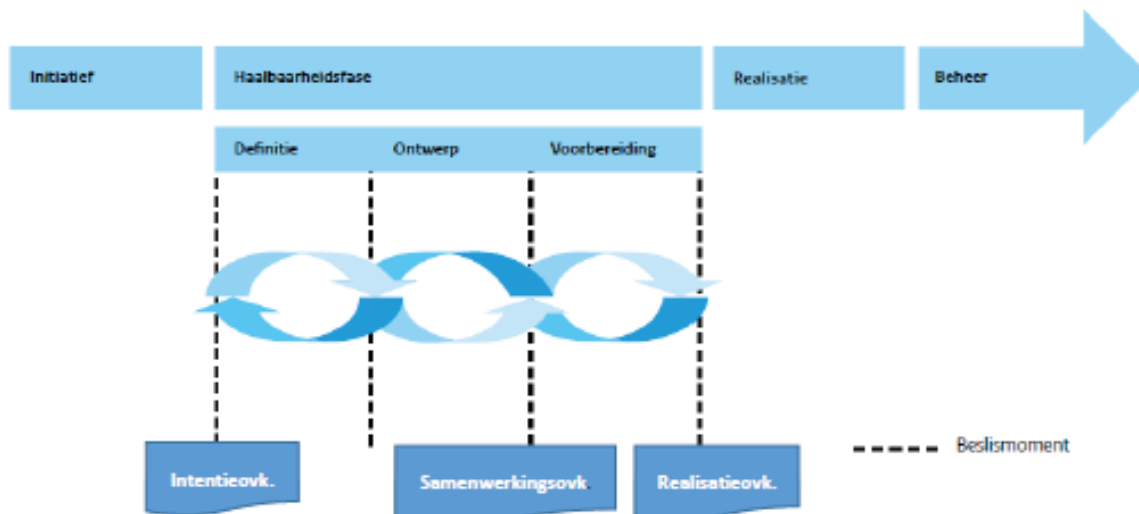 Initiatief
Haalbaarheidsfase
Realisatie
Beheer
Definitie
Ontwerp
Voorbereiding
Intentieovk.
Samenwerkingsovk.
Realisatieovk.
Beslismoment